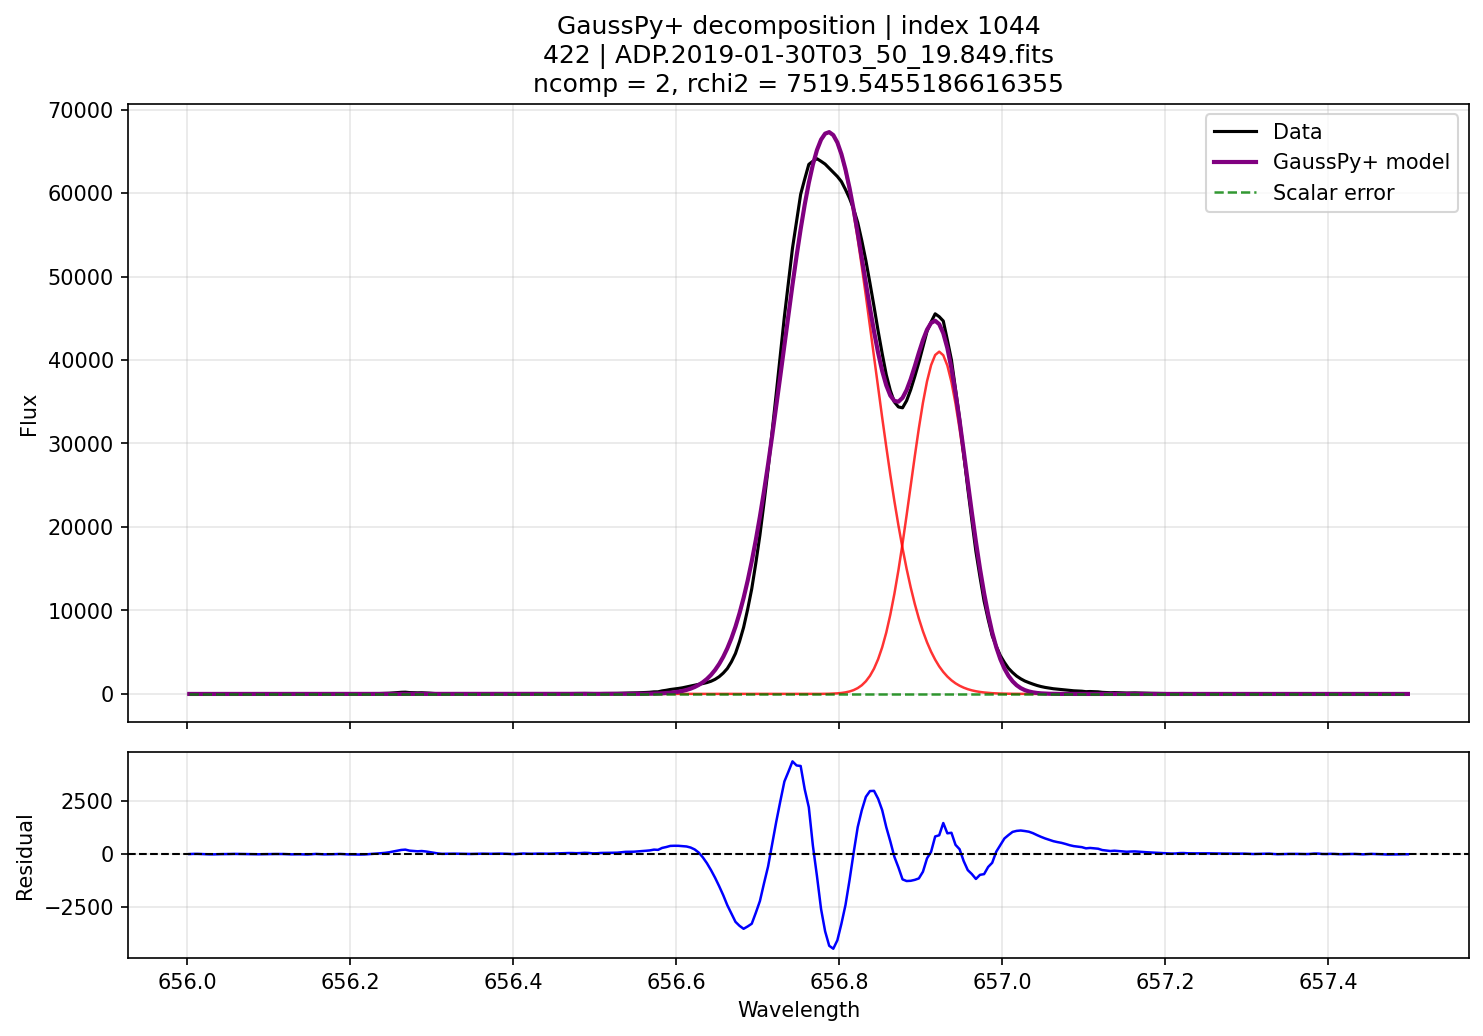 GaussPy+ decomposition | index 1044
422 | ADP.2019-01-30T03_50_19.849.fits
ncomp = 2, rchi2 = 7519.5455186616355
70000
60000
50000
40000
30000
20000
10000
0
Flux
Data
GaussPy+ model
Scalar error
2500
0
−2500
Residual
656.0
656.2
656.4
656.6
656.8
657.0
657.2
657.4
Wavelength